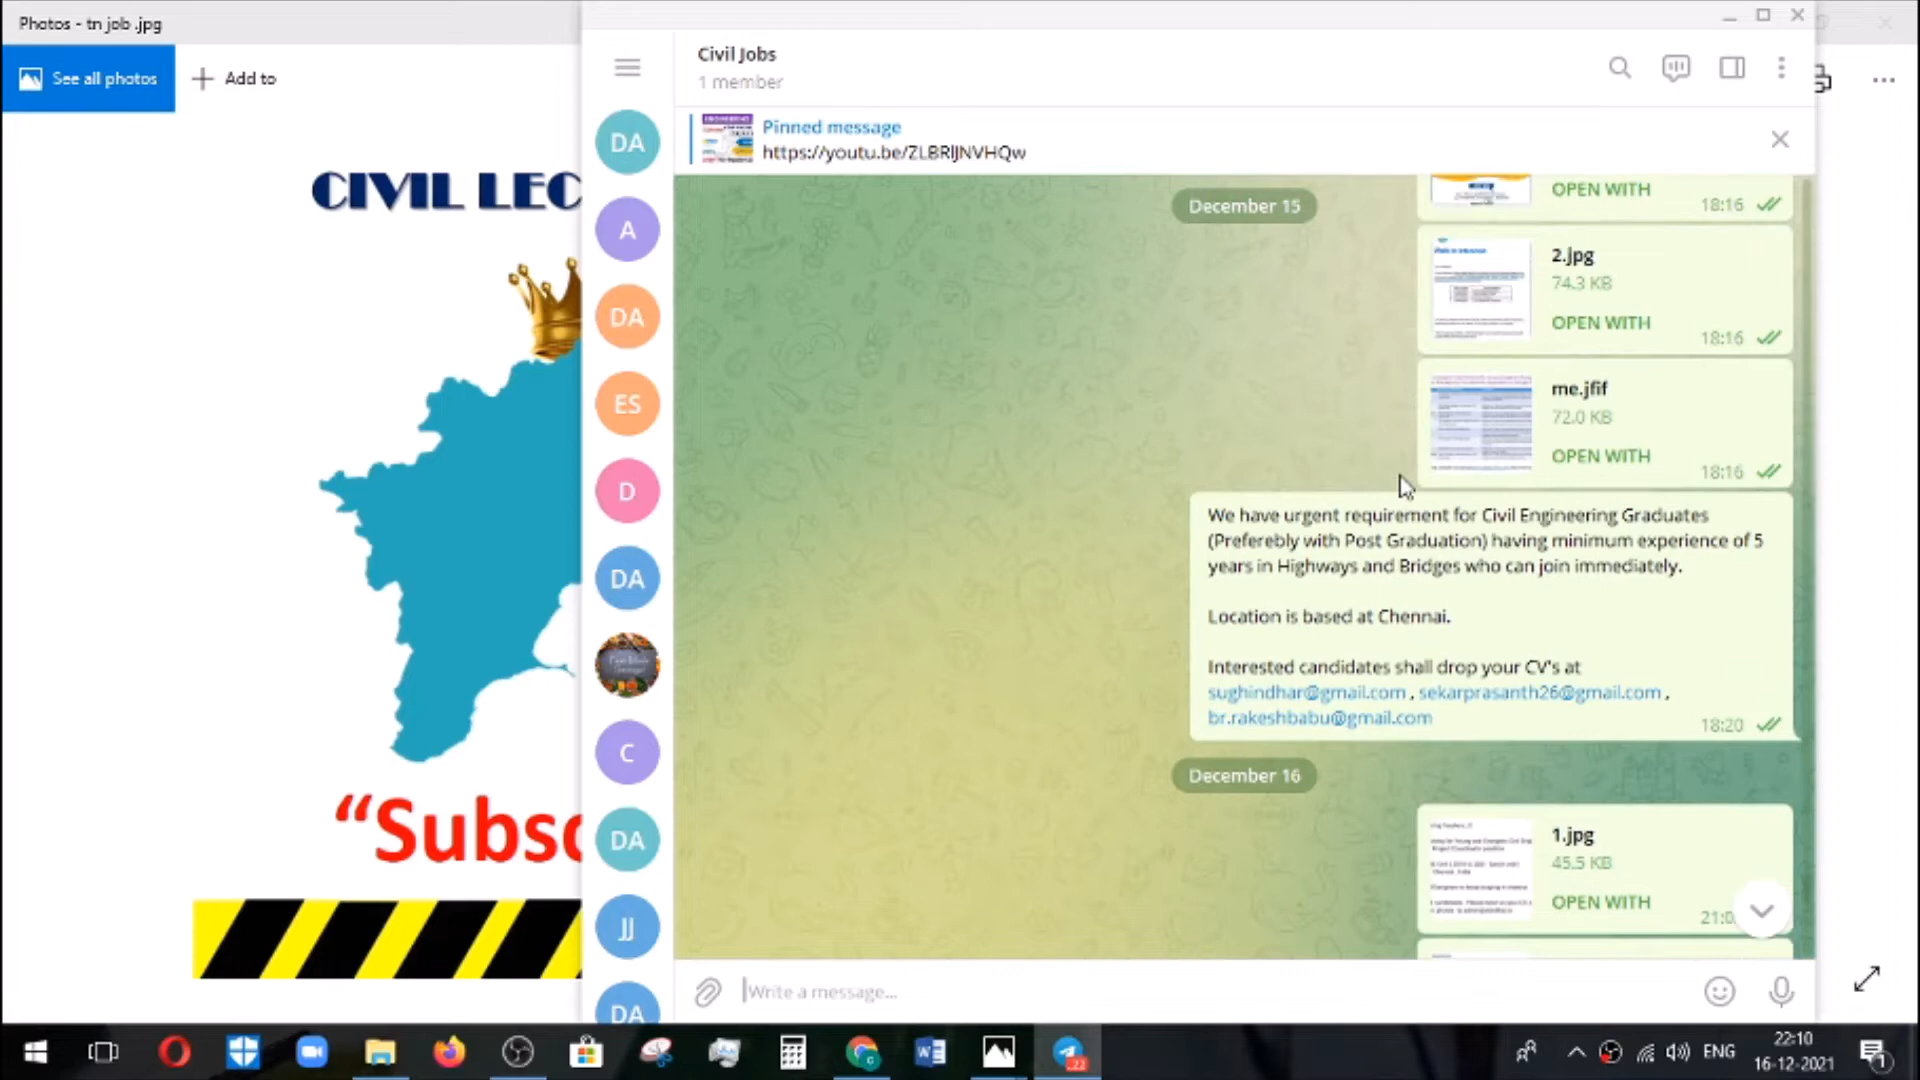 Photos - tn job .jpg
See all photos
Add to
CIVIL LEC
"Subsc
Civil Jobs
1 member
Pinned message
https://youtu.be/ZLBRlJNVHQw
DA
A
DA
ES
D
DA
C
DA
JJ
DA
December 15
OPEN WITH
18:16
2.jpg
74.3 KB
OPEN WITH
18:16
me.jfif
72.0 KB
OPEN WITH
18:16
We have urgent requirement for Civil Engineering Graduates
(Preferebly with Post Graduation) having minimum experience of 5
years in Highways and Bridges who can join immediately.
Location is based at Chennai.
Interested candidates shall drop your CV's at
sughindhar@gmail.com , sekarprasanth26@gmail.com ,
br.rakeshbabu@gmail.com
18:20
December 16
1.jpg
45.5 KB
OPEN WITH
21:0
Write a message...
ENG
22:10
16-12-2021
1